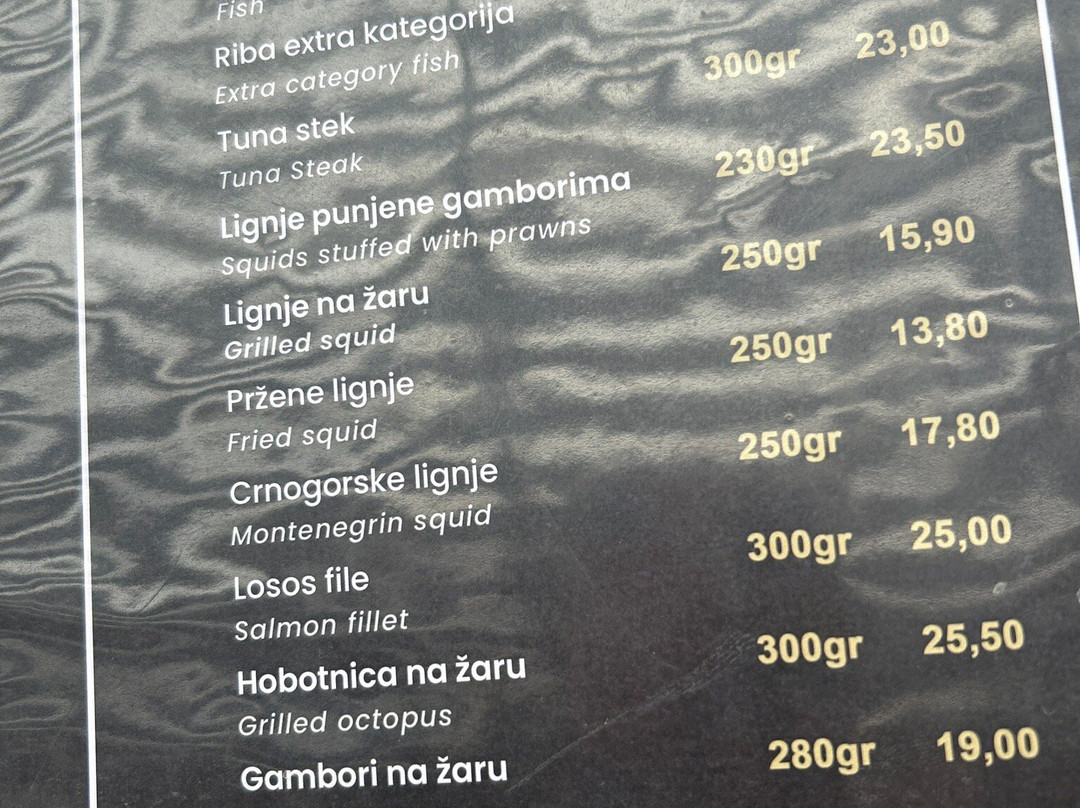 Fish
Riba extra kategorija
Extra category fish
Tuna stek 300gr 23,00
Tuna Steak
Lignje punjene gamborima 230gr 23,50
Squids stuffed with prawns
Lignje na žaru 250gr 15,90
Grilled squid
Pržene lignje 250gr 13,80
Fried squid
Crnogorske lignje 250gr 17,80
Montenegrin squid
Losos file 300gr 25,00
Salmon fillet
Hobotnica na žaru 300gr 25,50
Grilled octopus
Gambori na žaru 280gr 19,00